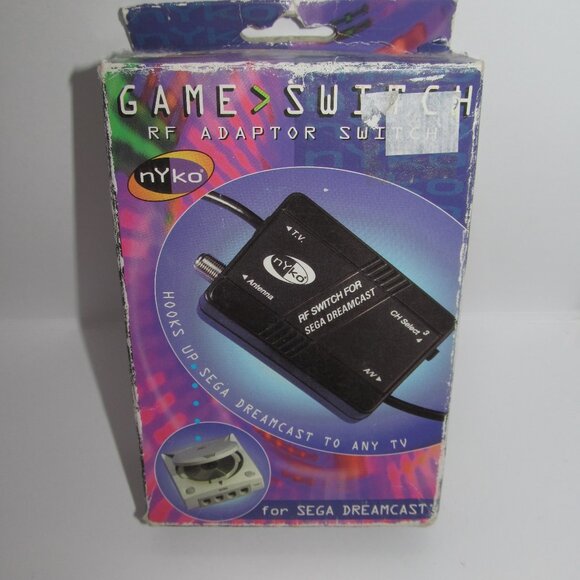 nYko
GAME>SWITCH
RF ADAPTOR SWITCH
nYko®
◄T.V.
nYko
◄Antenna
RF SWITCH FOR
SEGA DREAMCAST
CH Select 3
4
A/V►
HOOKS UP SEGA DREAMCAST TO ANY TV
for SEGA DREAMCAST